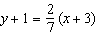 y + 1 = 2/7 (x + 3)